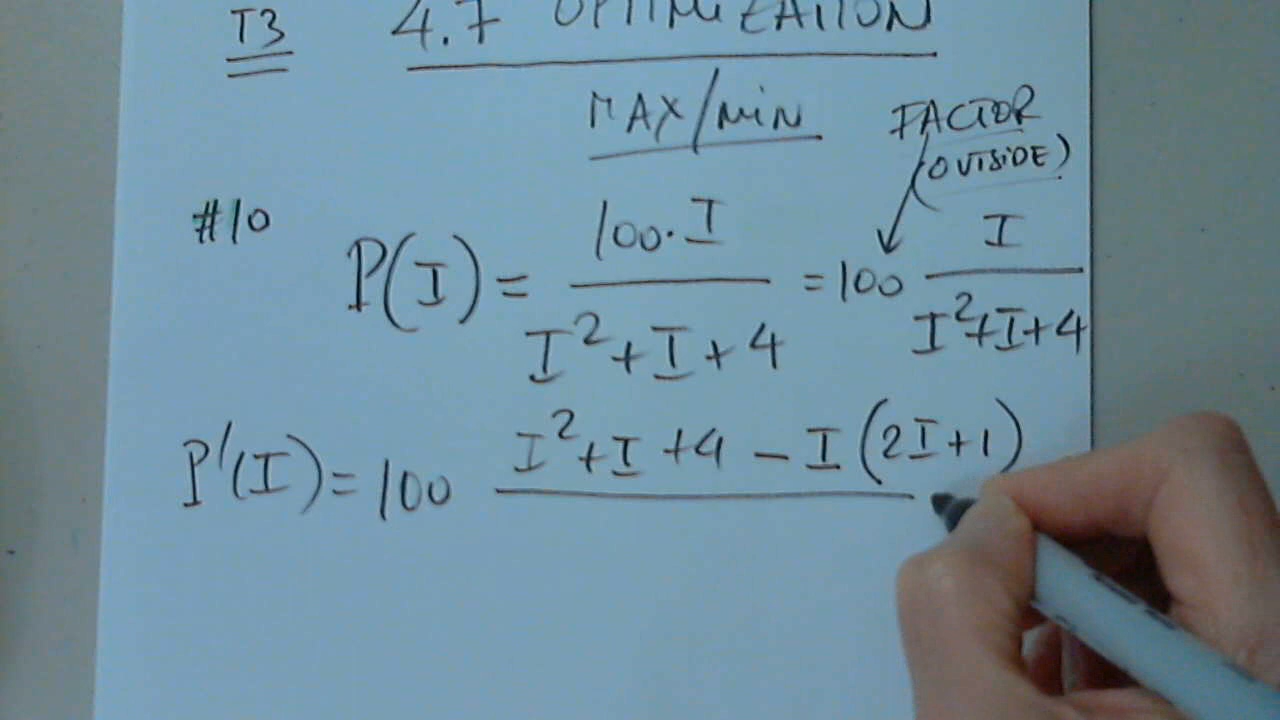 T3 4.7 OPTIMIZATION
MAX/MIN FACTOR
(OUTSIDE)
#10 P(I) = 100·I / I²+I+4 = 100 I / I²+I+4
P'(I) = 100 I²+I+4 - I(2I+1)